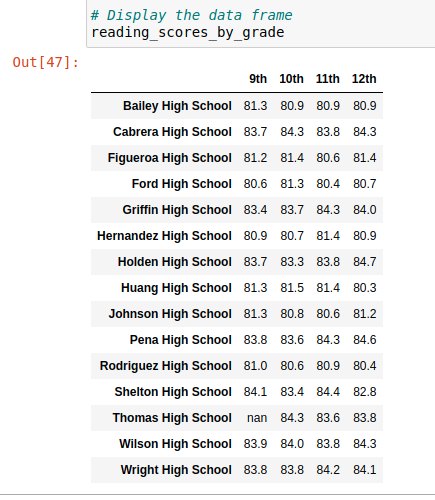 # Display the data frame
reading_scores_by_grade
Out[47]:
9th 10th 11th 12th
Bailey High School 81.3 80.9 80.9 80.9
Cabrera High School 83.7 84.3 83.8 84.3
Figueroa High School 81.2 81.4 80.6 81.4
Ford High School 80.6 81.3 80.4 80.7
Griffin High School 83.4 83.7 84.3 84.0
Hernandez High School 80.9 80.7 81.4 80.9
Holden High School 83.7 83.3 83.8 84.7
Huang High School 81.3 81.5 81.4 80.3
Johnson High School 81.3 80.8 80.6 81.2
Pena High School 83.8 83.6 84.3 84.6
Rodriguez High School 81.0 80.6 80.9 80.4
Shelton High School 84.1 83.4 84.4 82.8
Thomas High School nan 84.3 83.6 83.8
Wilson High School 83.9 84.0 83.8 84.3
Wright High School 83.8 83.8 84.2 84.1